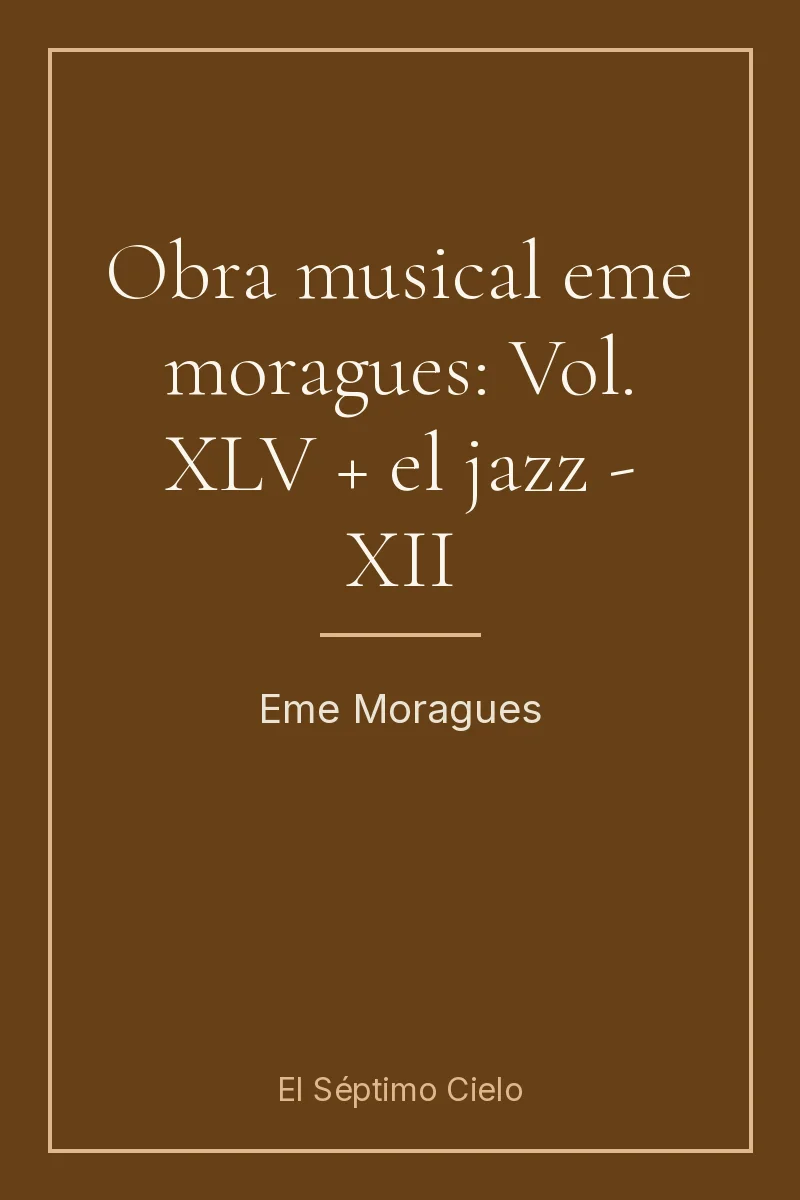 Obra musical eme
moragues: Vol.
XLV + el jazz -
XII
Eme Moragues
El Séptimo Cielo